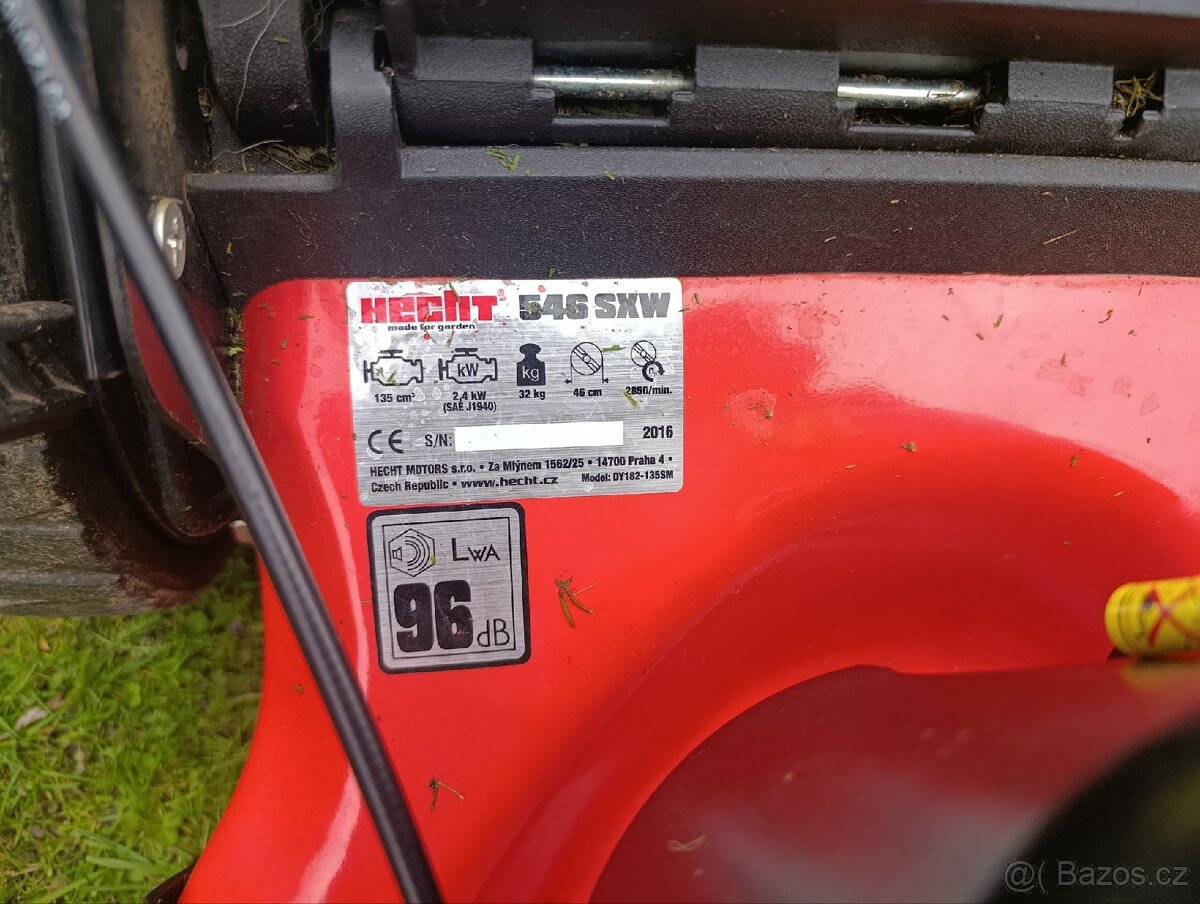 HECHT 546 SXW
made for garden
kW kg n
135 cm³ 2,4 kW 32 kg 46 cm 2850/min.
(SAE J1940)
CE S/N: 2016
HECHT MOTORS s.r.o. • Za Mlýnem 1562/25 • 14700 Praha 4 •
Czech Republic • www.hecht.cz Model: DY182-135SM
LWA
96 dB
@( Bazos.cz